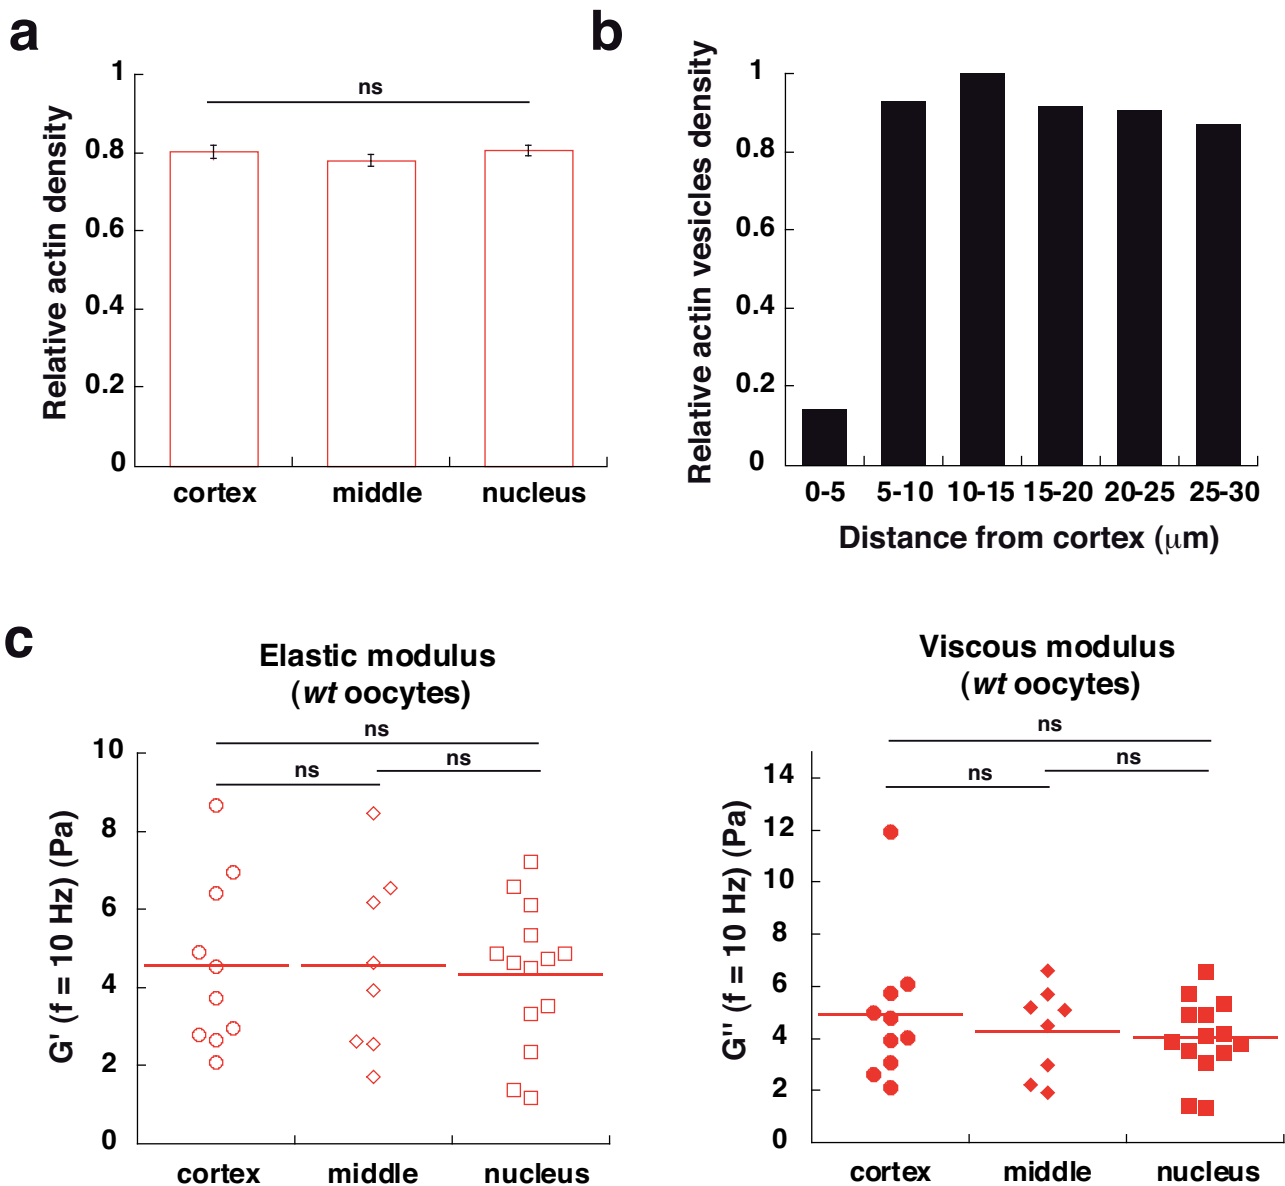 a
Relative actin density
1
0.8
0.6
0.4
0.2
0
ns
cortex
middle
nucleus
b
Relative actin vesicles density
1
0.8
0.6
0.4
0.2
0
0-5
5-10
10-15
15-20
20-25
25-30
Distance from cortex (μm)
c
Elastic modulus
(wt oocytes)
G' (f = 10 Hz) (Pa)
10
8
6
4
2
0
ns
ns
ns
cortex
middle
nucleus
Viscous modulus
(wt oocytes)
G'' (f = 10 Hz) (Pa)
14
12
10
8
6
4
2
0
ns
ns
ns
cortex
middle
nucleus